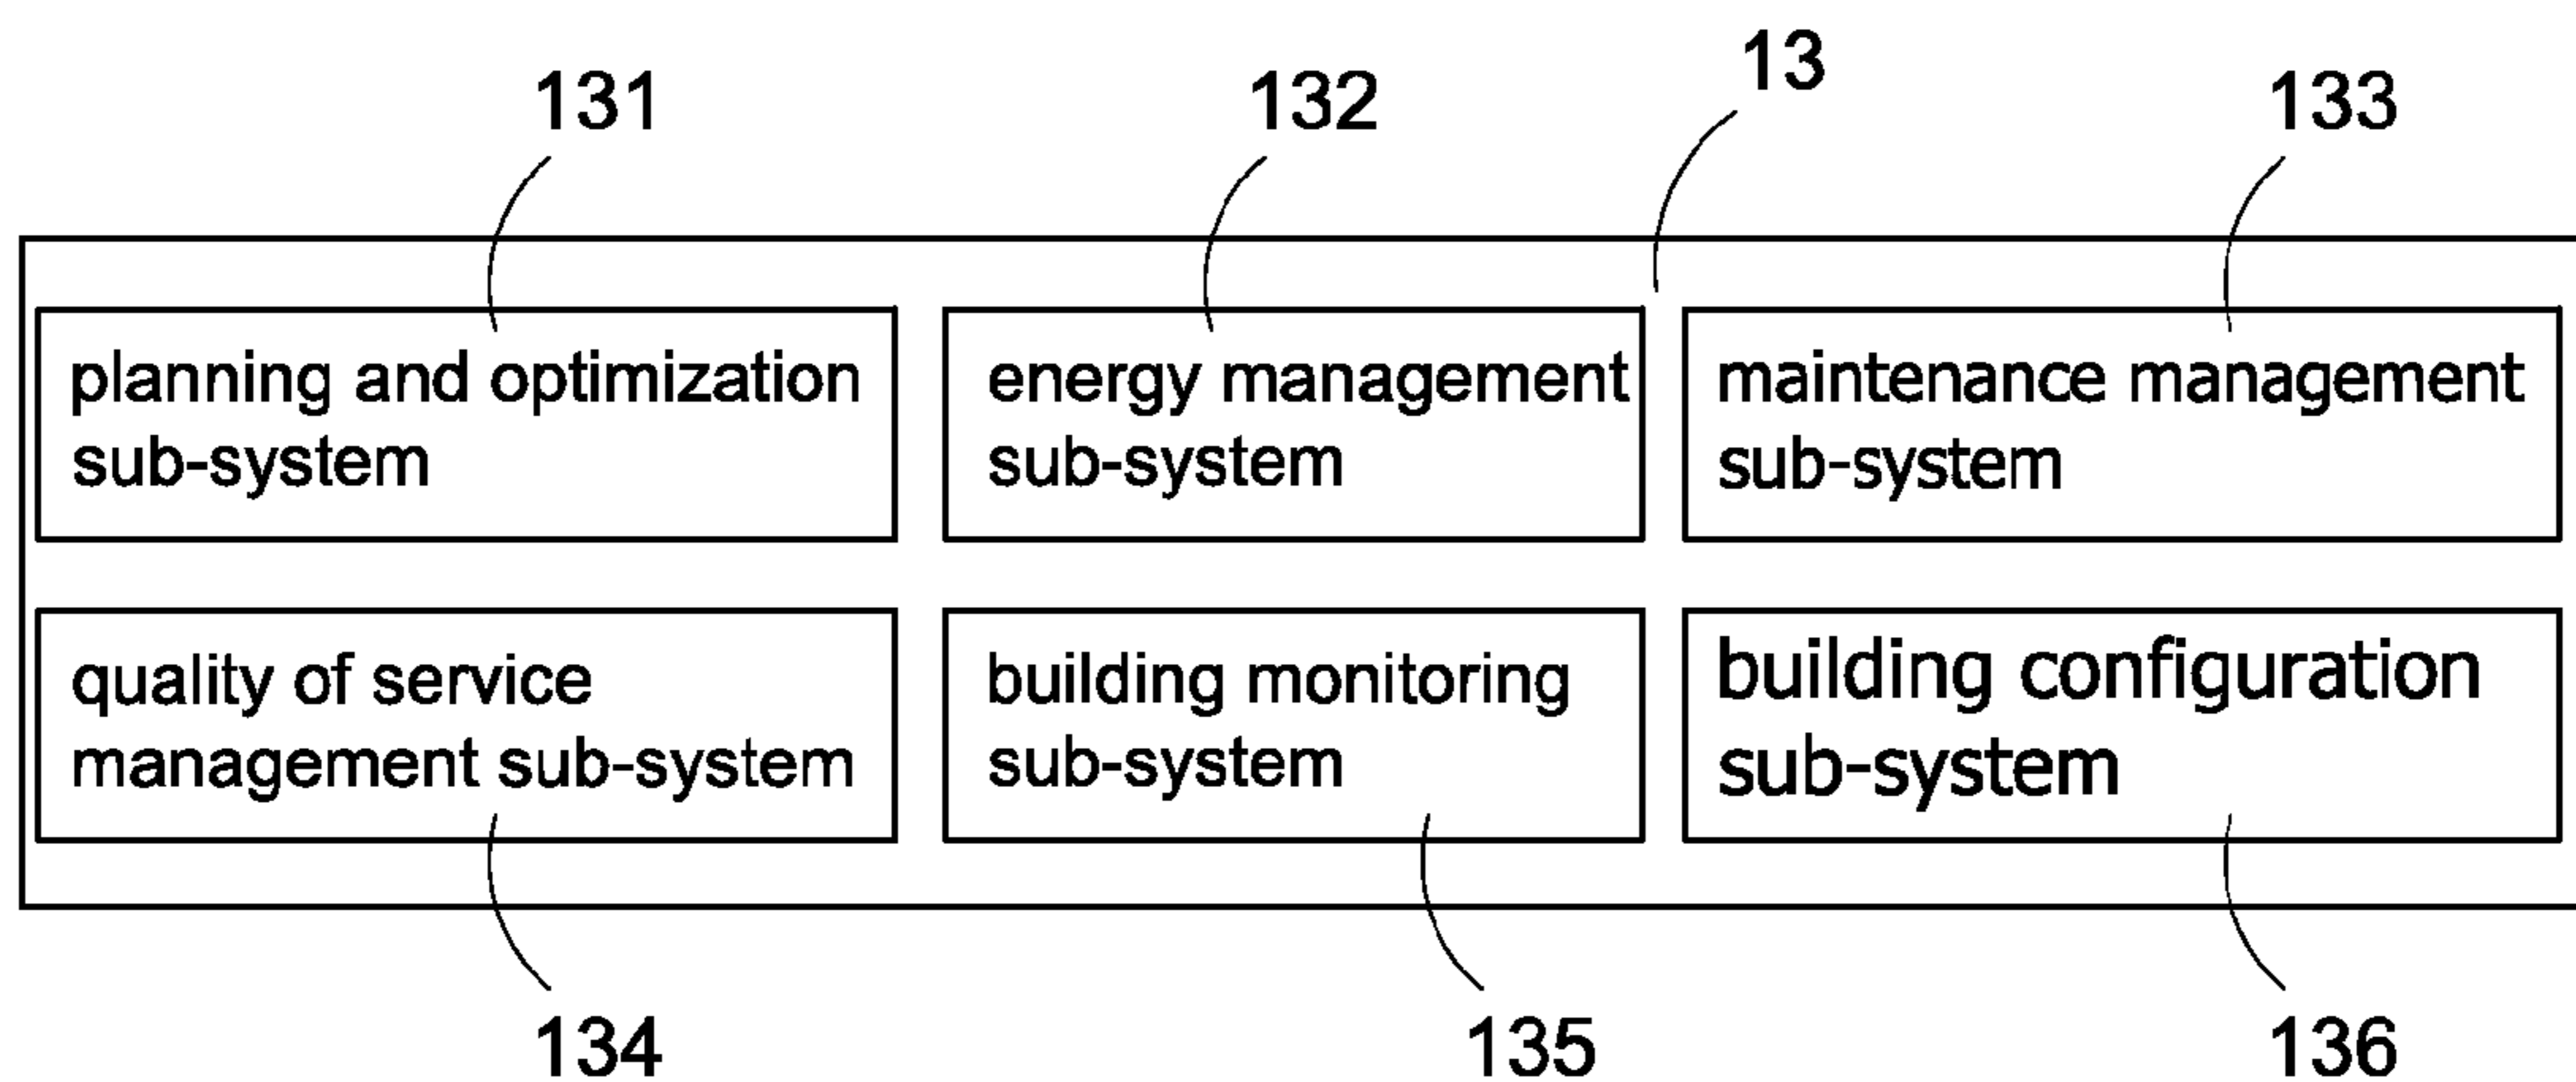 13
131
132
133
planning and optimization
sub-system
energy management
sub-system
maintenance management
sub-system
quality of service
management sub-system
building monitoring
sub-system
building configuration
sub-system
134
135
136